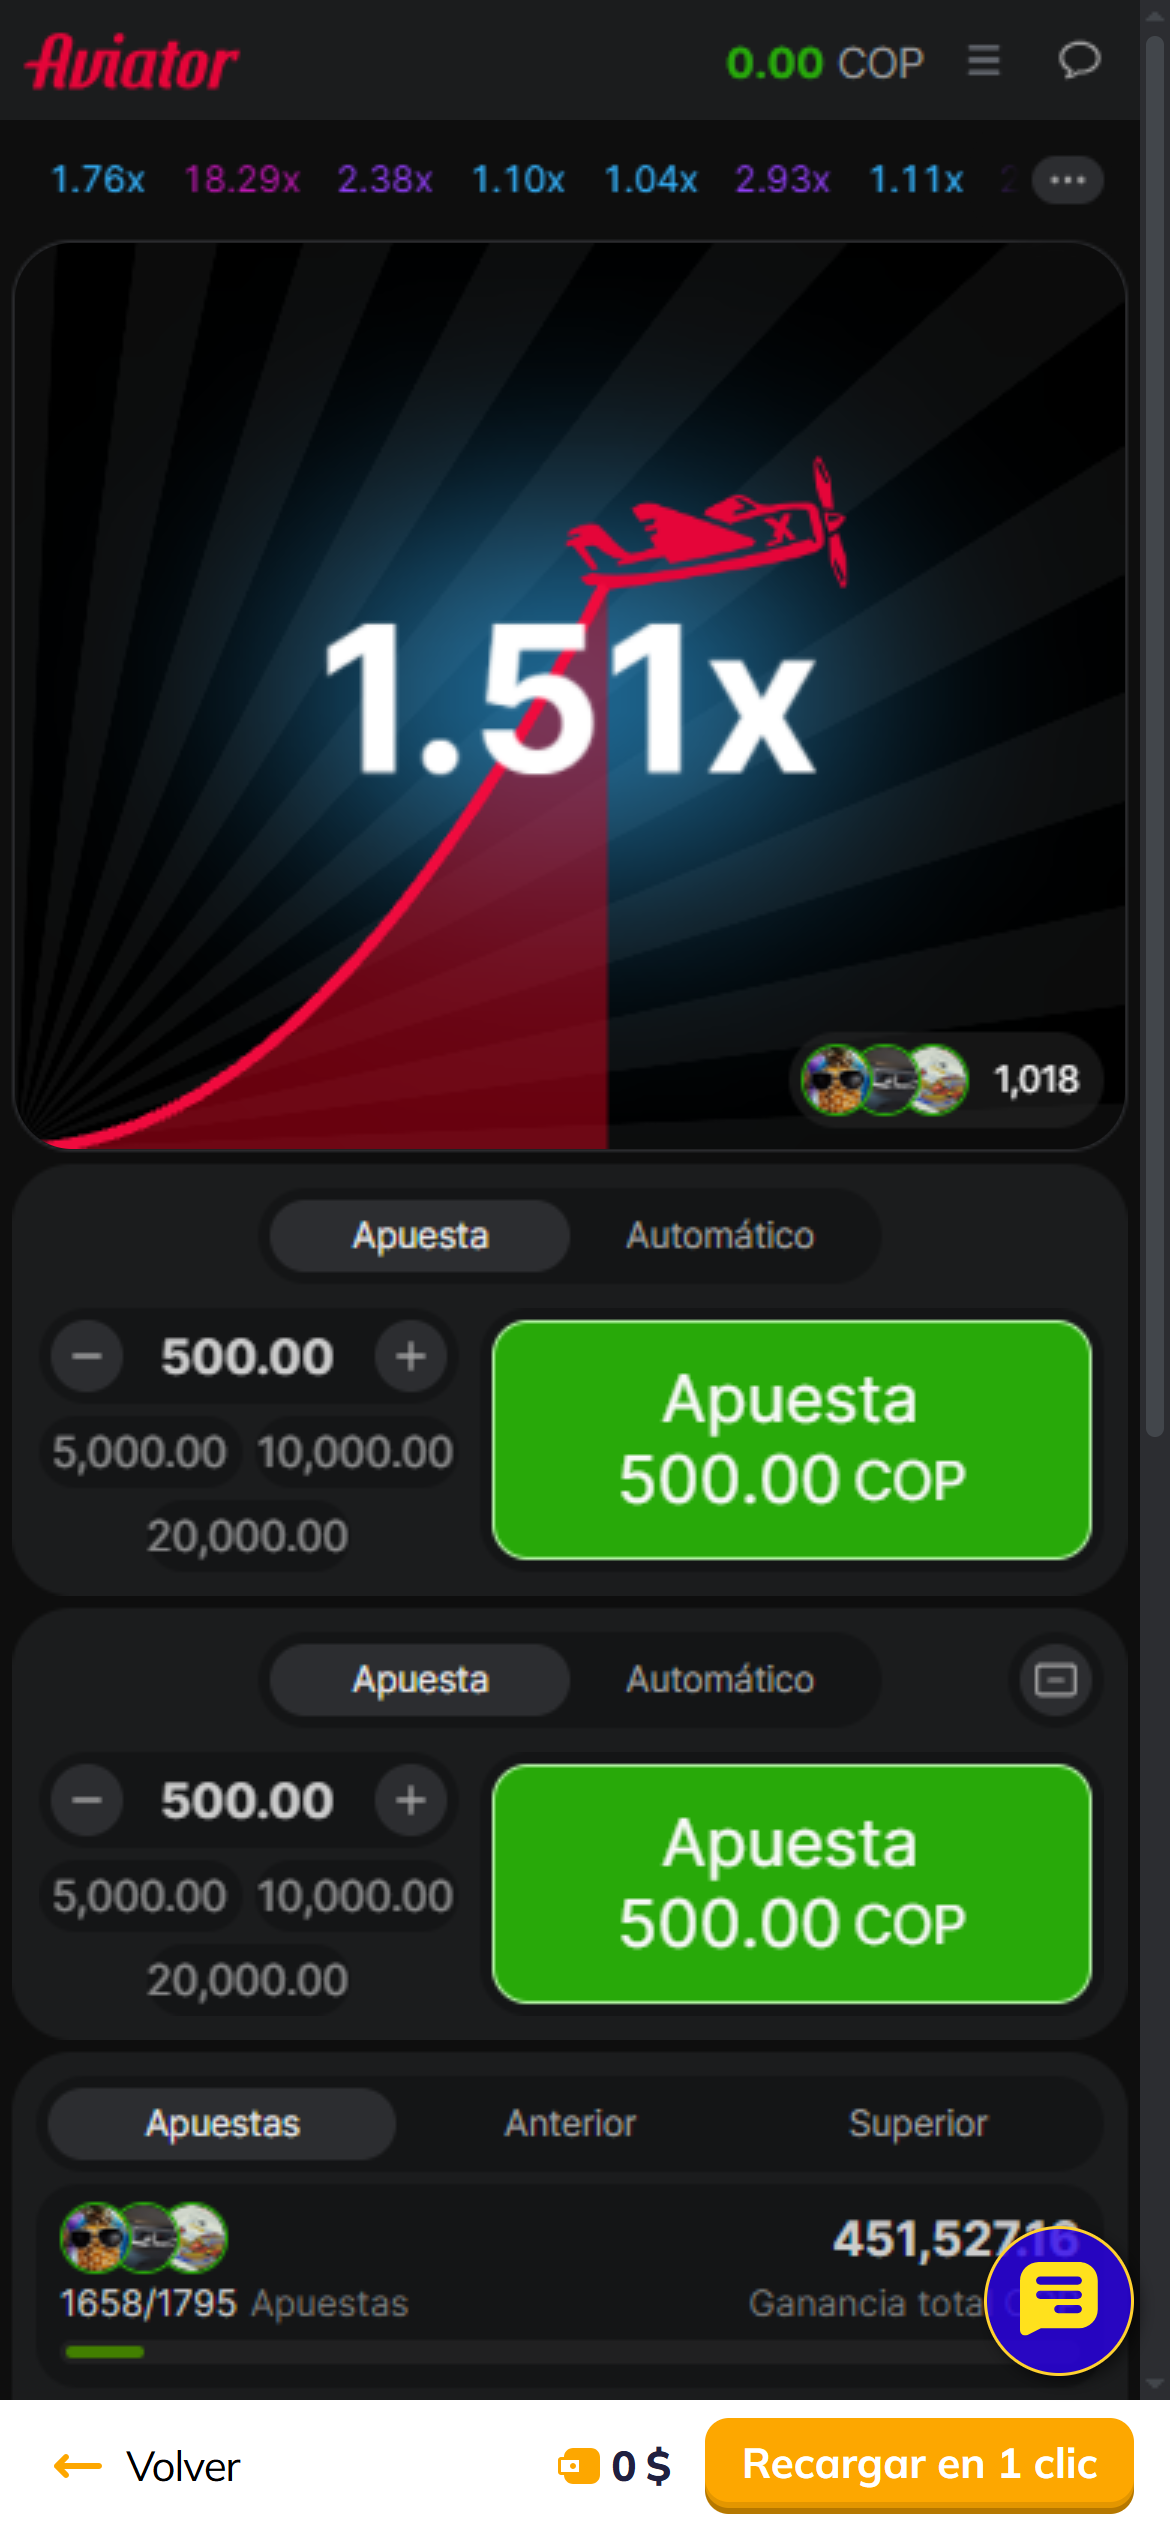 Aviator
0.00 COP
1.76x 18.29x 2.38x 1.10x 1.04x 2.93x 1.11x
1.51x
1,018
Apuesta Automático
500.00
5,000.00 10,000.00
20,000.00
Apuesta
500.00 COP
Apuesta Automático
500.00
5,000.00 10,000.00
20,000.00
Apuesta
500.00 COP
Apuestas Anterior Superior
451,527.16
1658/1795 Apuestas
Ganancia total
Volver
0 $
Recargar en 1 clic